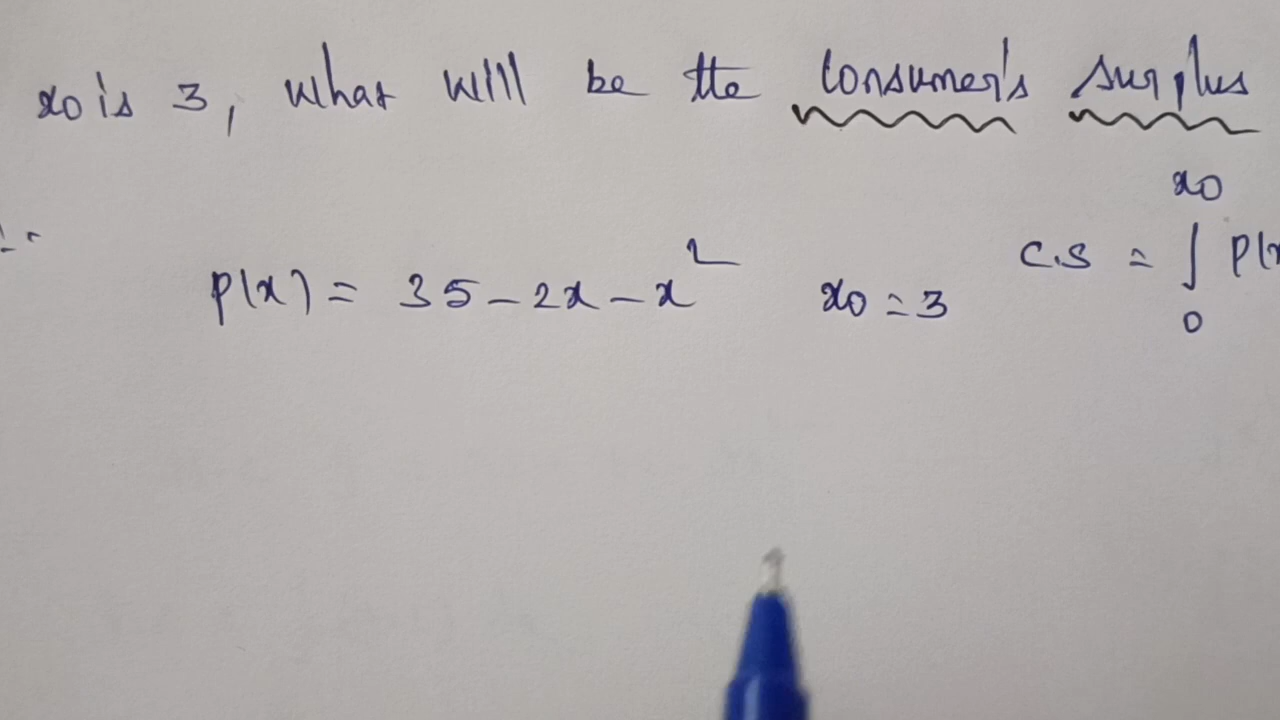 x0 is 3, what will be the consumer's surplus
x0
p(x) = 35 - 2x - x² x0 = 3 C.S = ∫ P(x
0